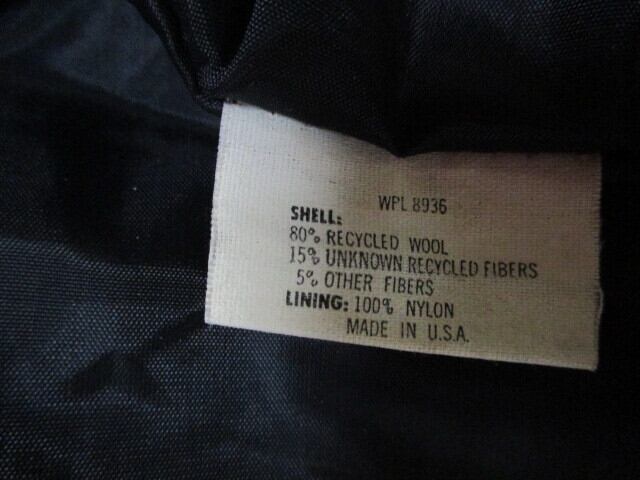 WPL 8936
SHELL:
80% RECYCLED WOOL
15% UNKNOWN RECYCLED FIBERS
5% OTHER FIBERS
LINING: 100% NYLON
MADE IN U.S.A.